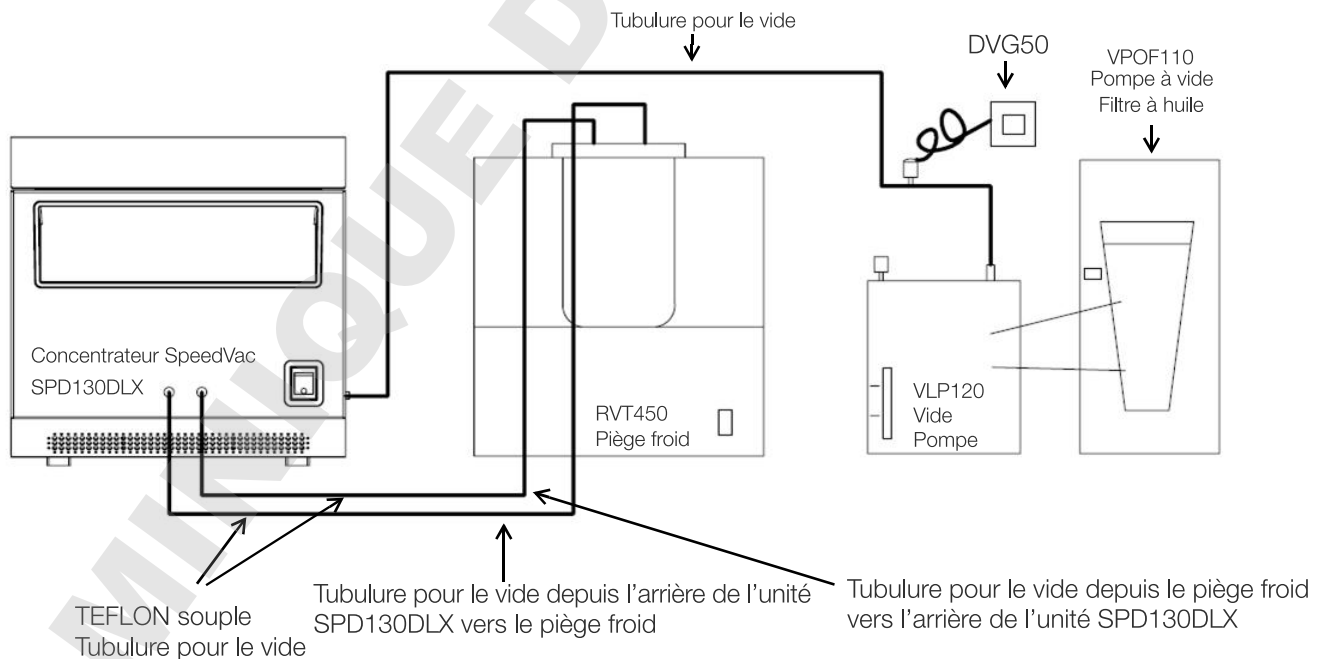 Tubulure pour le vide
DVG50
VPOF110
Pompe à vide
Filtre à huile
Concentrateur SpeedVac
SPD130DLX
RVT450
Piège froid
VLP120
Vide
Pompe
TEFLON souple
Tubulure pour le vide
Tubulure pour le vide depuis l’arrière de l’unité
SPD130DLX vers le piège froid
Tubulure pour le vide depuis le piège froid
vers l’arrière de l’unité SPD130DLX
MINIQUE D